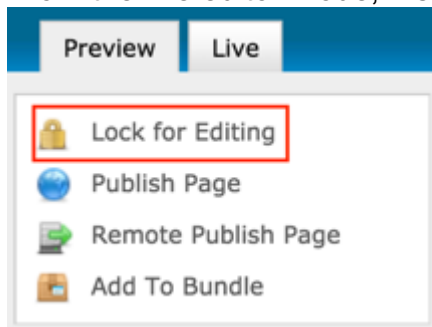 Preview Live
Lock for Editing
Publish Page
Remote Publish Page
Add To Bundle